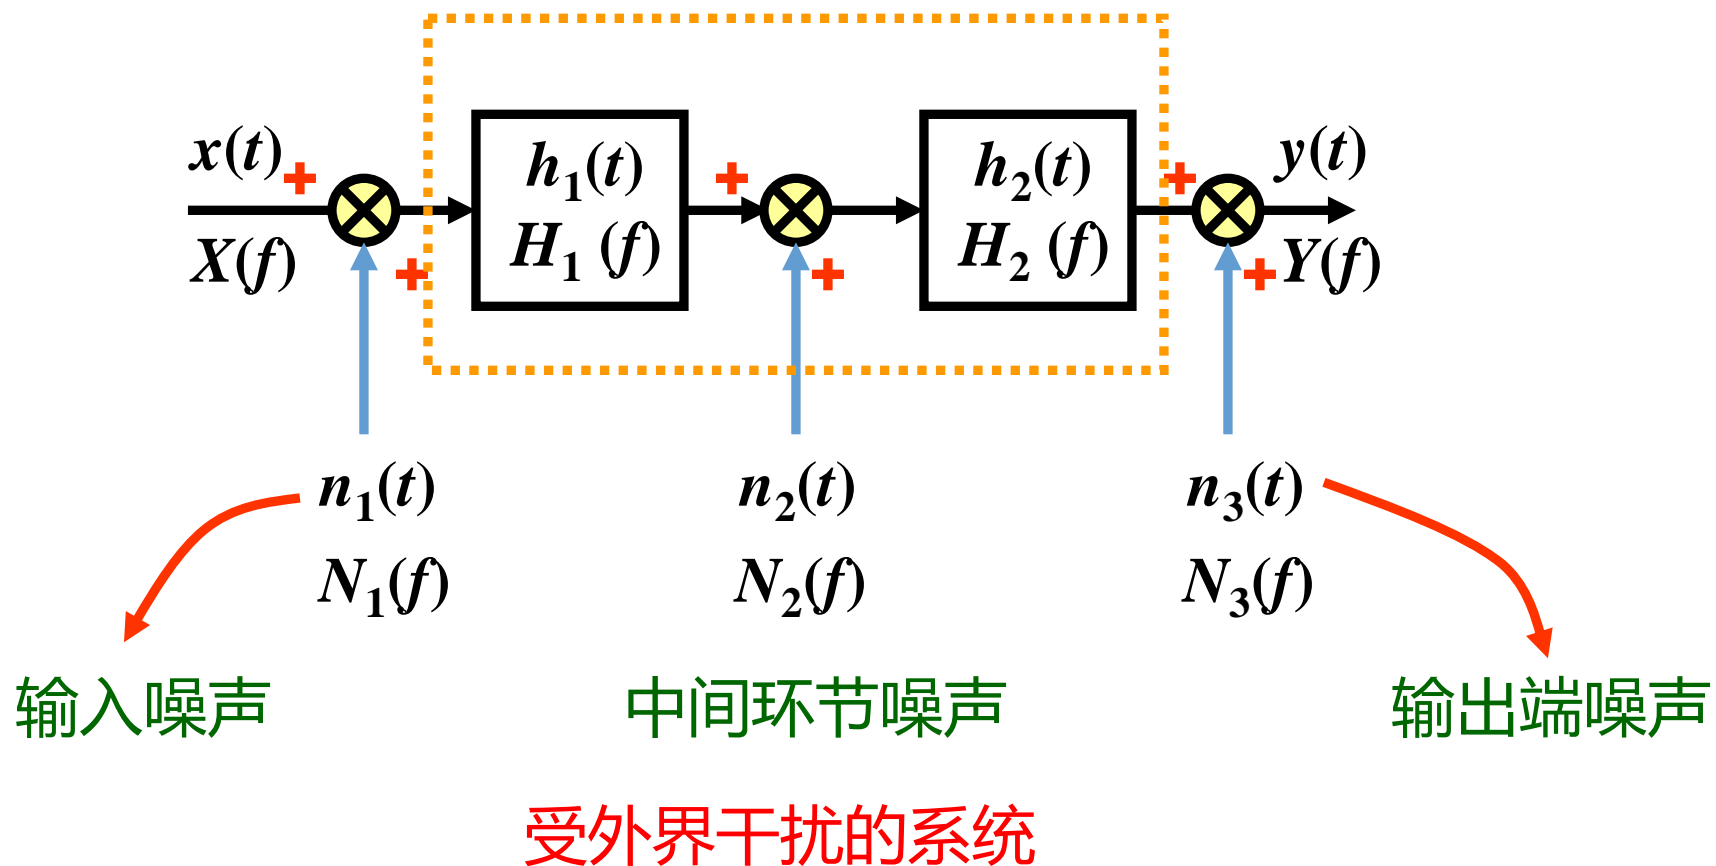 x(t)
X(f)
h₁(t)
H₁ (f)
h₂(t)
H₂ (f)
y(t)
Y(f)
n₁(t)
N₁(f)
n₂(t)
N₂(f)
n₃(t)
N₃(f)
输入噪声
中间环节噪声
输出端噪声
受外界干扰的系统